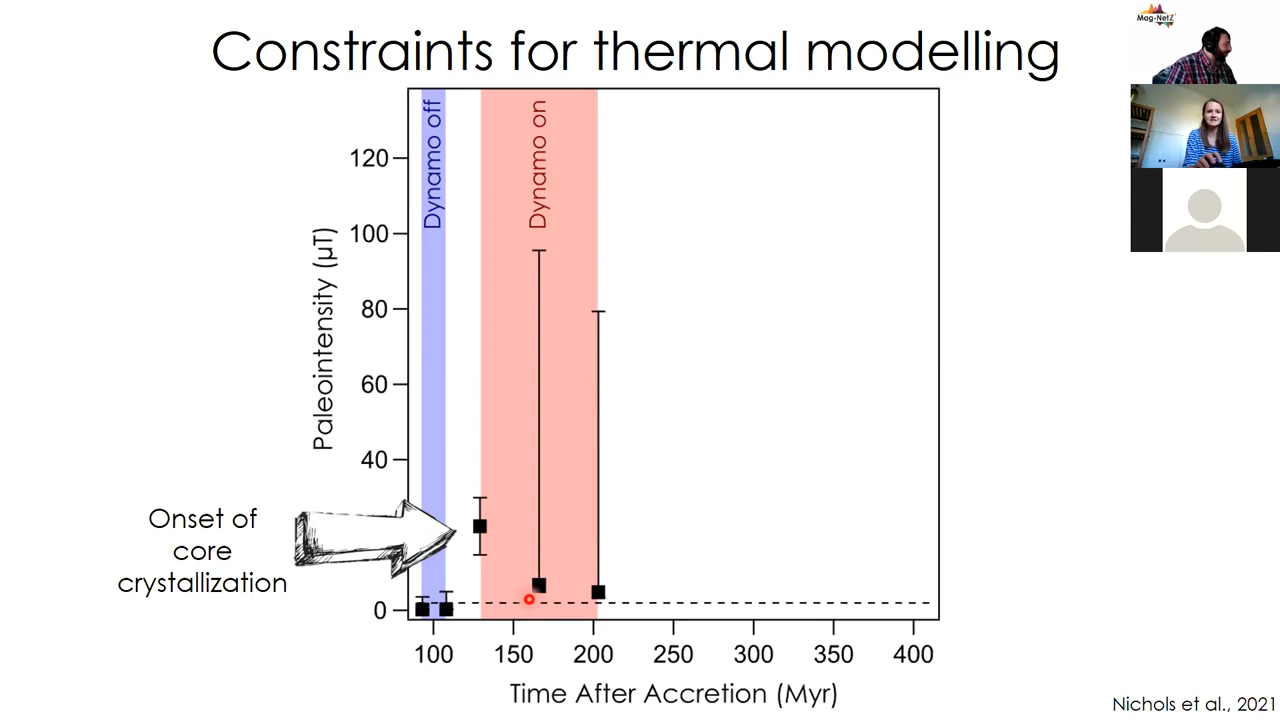 Constraints for thermal modelling
Mag-NetZ
Dynamo off
Dynamo on
120
100
80
60
40
0
Paleointensity (µT)
Onset of
core
crystallization
100 150 200 250 300 350 400
Time After Accretion (Myr)
Nichols et al., 2021